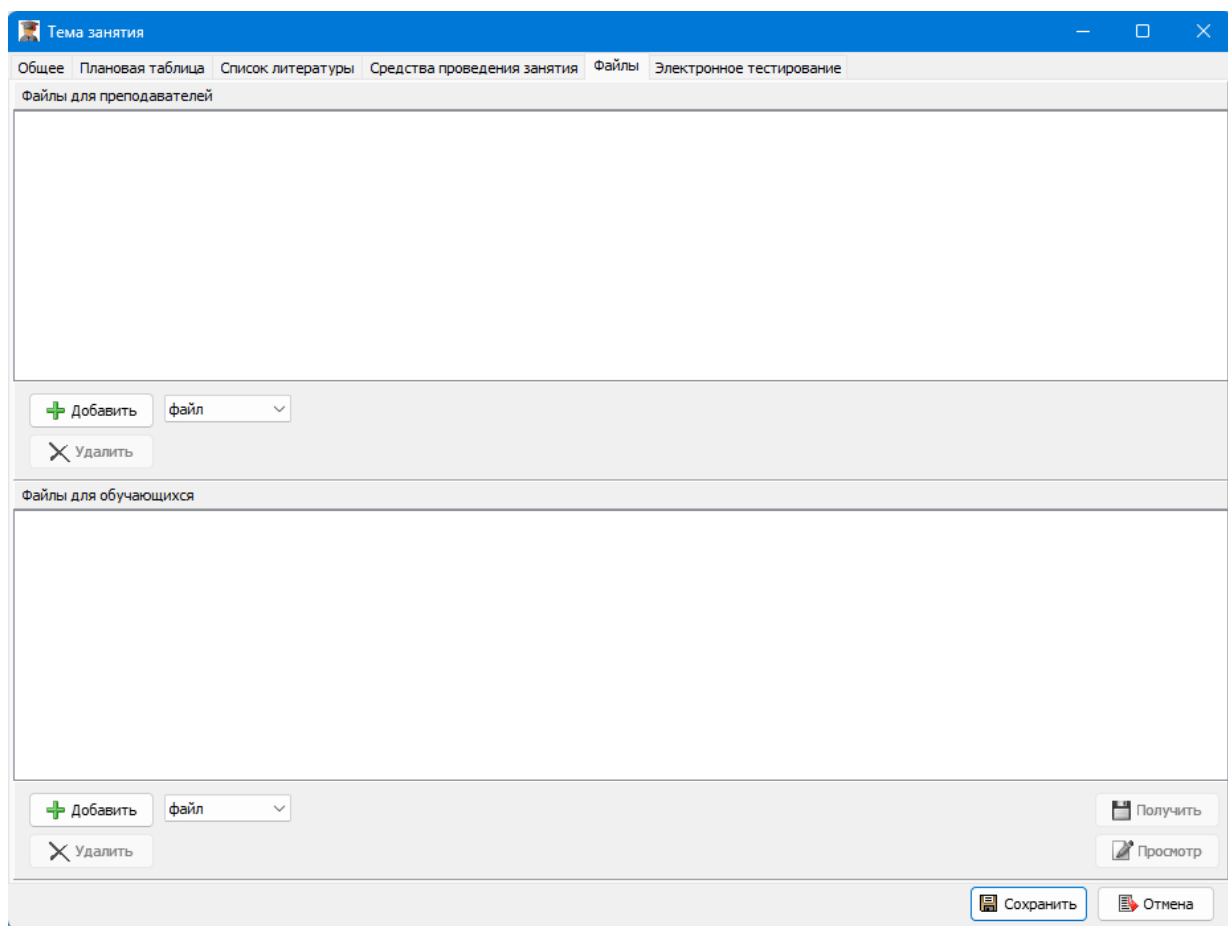 Тема занятия
Общее Плановая таблица Список литературы Средства проведения занятия Файлы Электронное тестирование
Файлы для преподавателей
Добавить файл
Удалить
Файлы для обучающихся
Добавить файл Получить
Удалить Просмотр
Сохранить Отмена